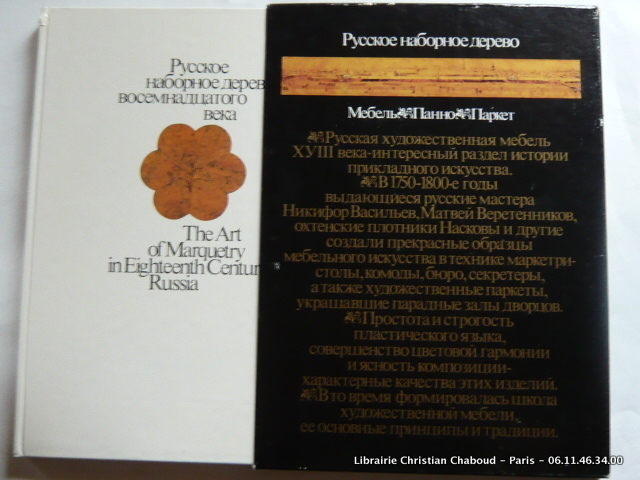 Русское
наборное дерев
восемнадцатого
века
The Art
of Marquetry
in Eighteenth Centur
Russia
Русское наборное дерево
Мебель Панно Паркет
Русская художественная мебель
XУIII века-интересный раздел истории
прикладного искусства.
В 1750-1800-е годы
выдающиеся русские мастера
Никифор Васильев, Матвей Веретенников,
охтенские плотники Насковы и другие
создали прекрасные образцы
мебельного искусства в технике маркетри-
столы, комоды, бюро, секретеры,
а также художественные паркеты,
украшавшие парадные залы дворцов.
Простота и строгость
пластического языка,
совершенство цветовой гармонии
и ясность композиции-
характерные качества этих изделий.
В то время формировалась школа
художественной мебели,
ее основные принципы и традиции.
Librairie Christian Chaboud - Paris - 06.11.46.34.00